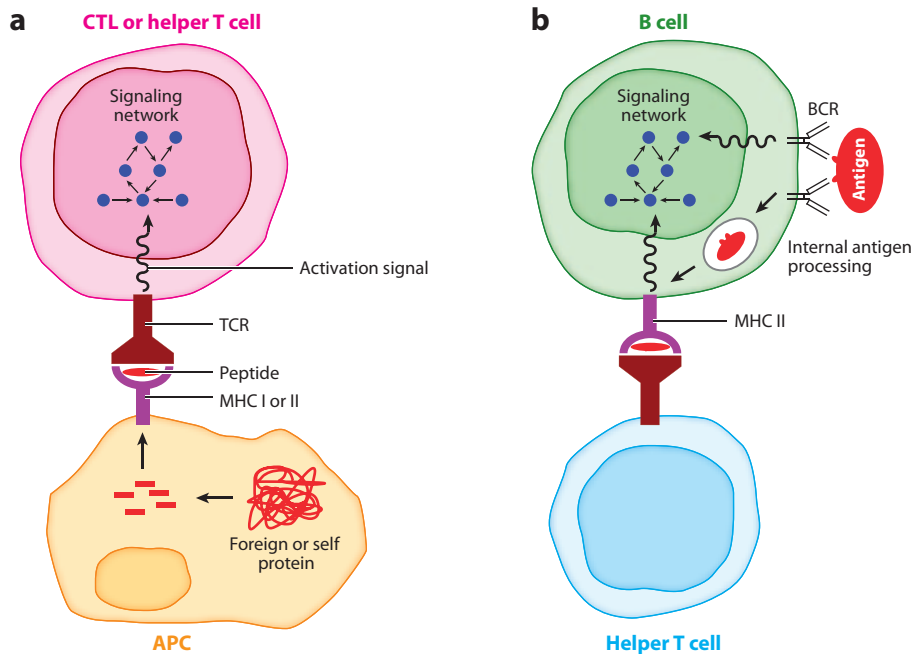 a
CTL or helper T cell
Signaling
network
Activation signal
TCR
Peptide
MHC I or II
Foreign or self
protein
APC
b
B cell
Signaling
network
BCR
Antigen
Internal antigen
processing
MHC II
Helper T cell